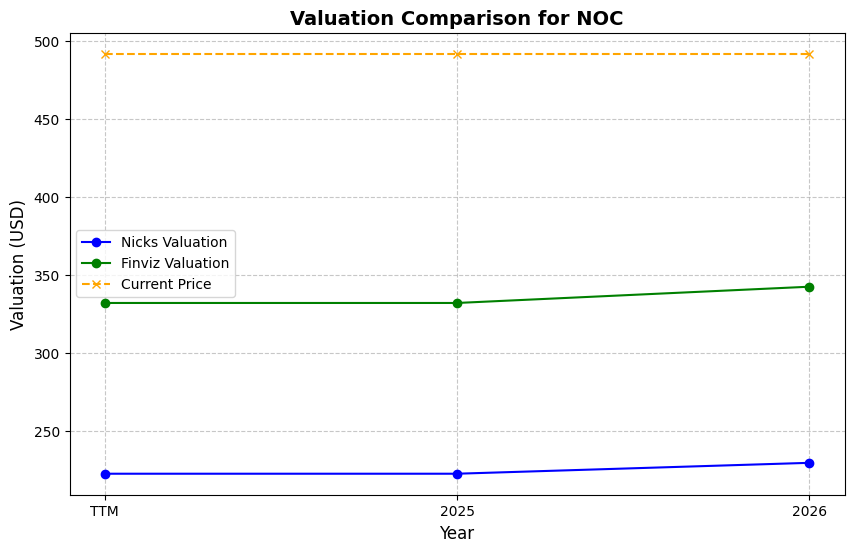 Valuation Comparison for NOC
Valuation (USD)
500
450
400
350
300
250
Nicks Valuation
Finviz Valuation
Current Price
TTM
2025
2026
Year